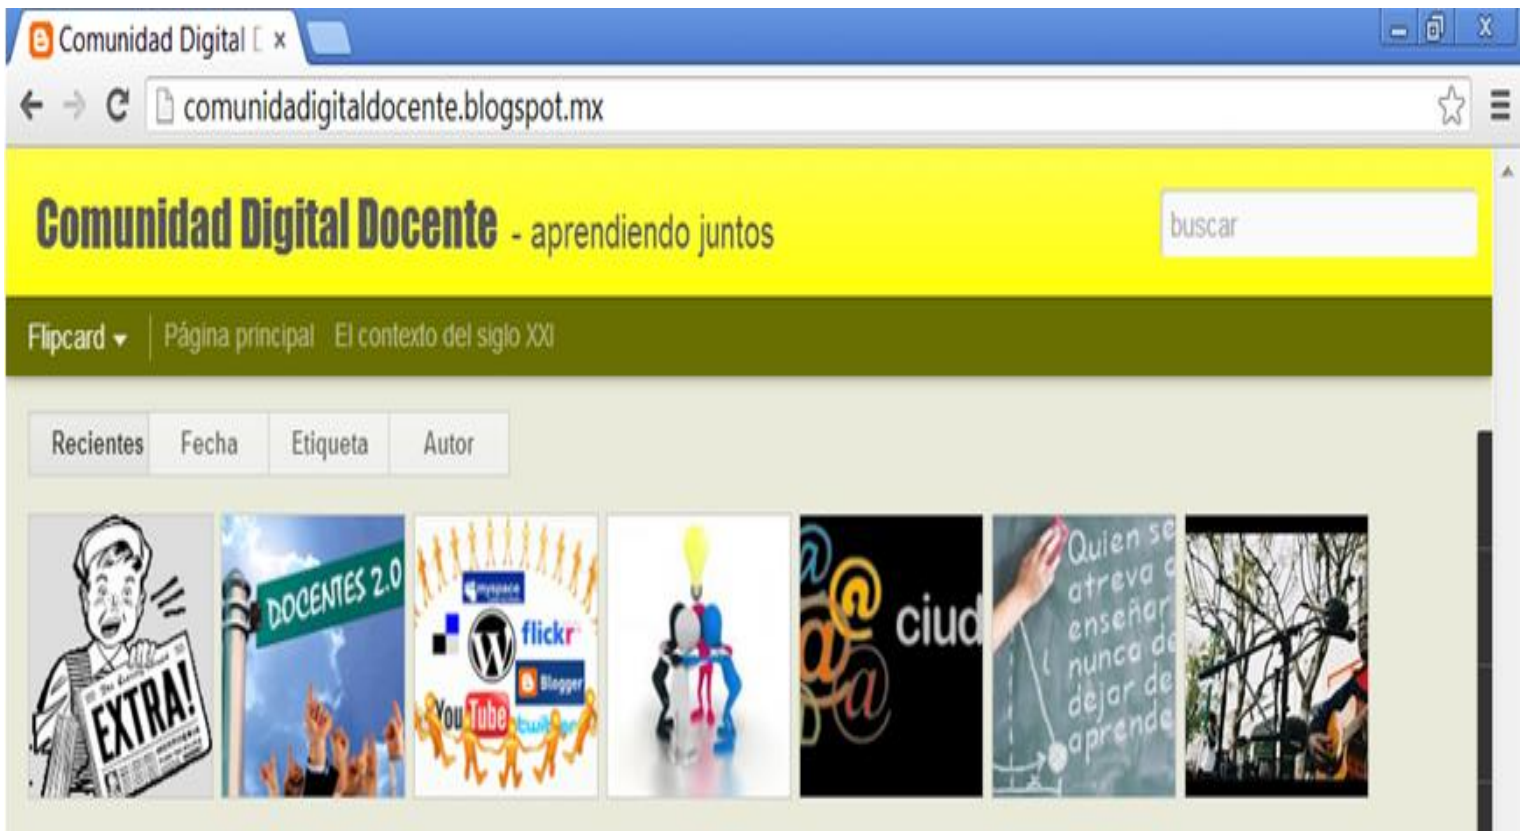 Comunidad Digital D
comunidadigitaldocente.blogspot.mx
Comunidad Digital Docente - aprendiendo juntos
buscar
Flipcard Página principal El contexto del siglo XXI
Recientes Fecha Etiqueta Autor
EXTRA!
DOCENTES 2.0
myspace
flickr
Blogger
YouTube
twitter
@
@
@
a
a
ciud
Quien se
atreva a
enseñar
nunca de
dejar de
aprende